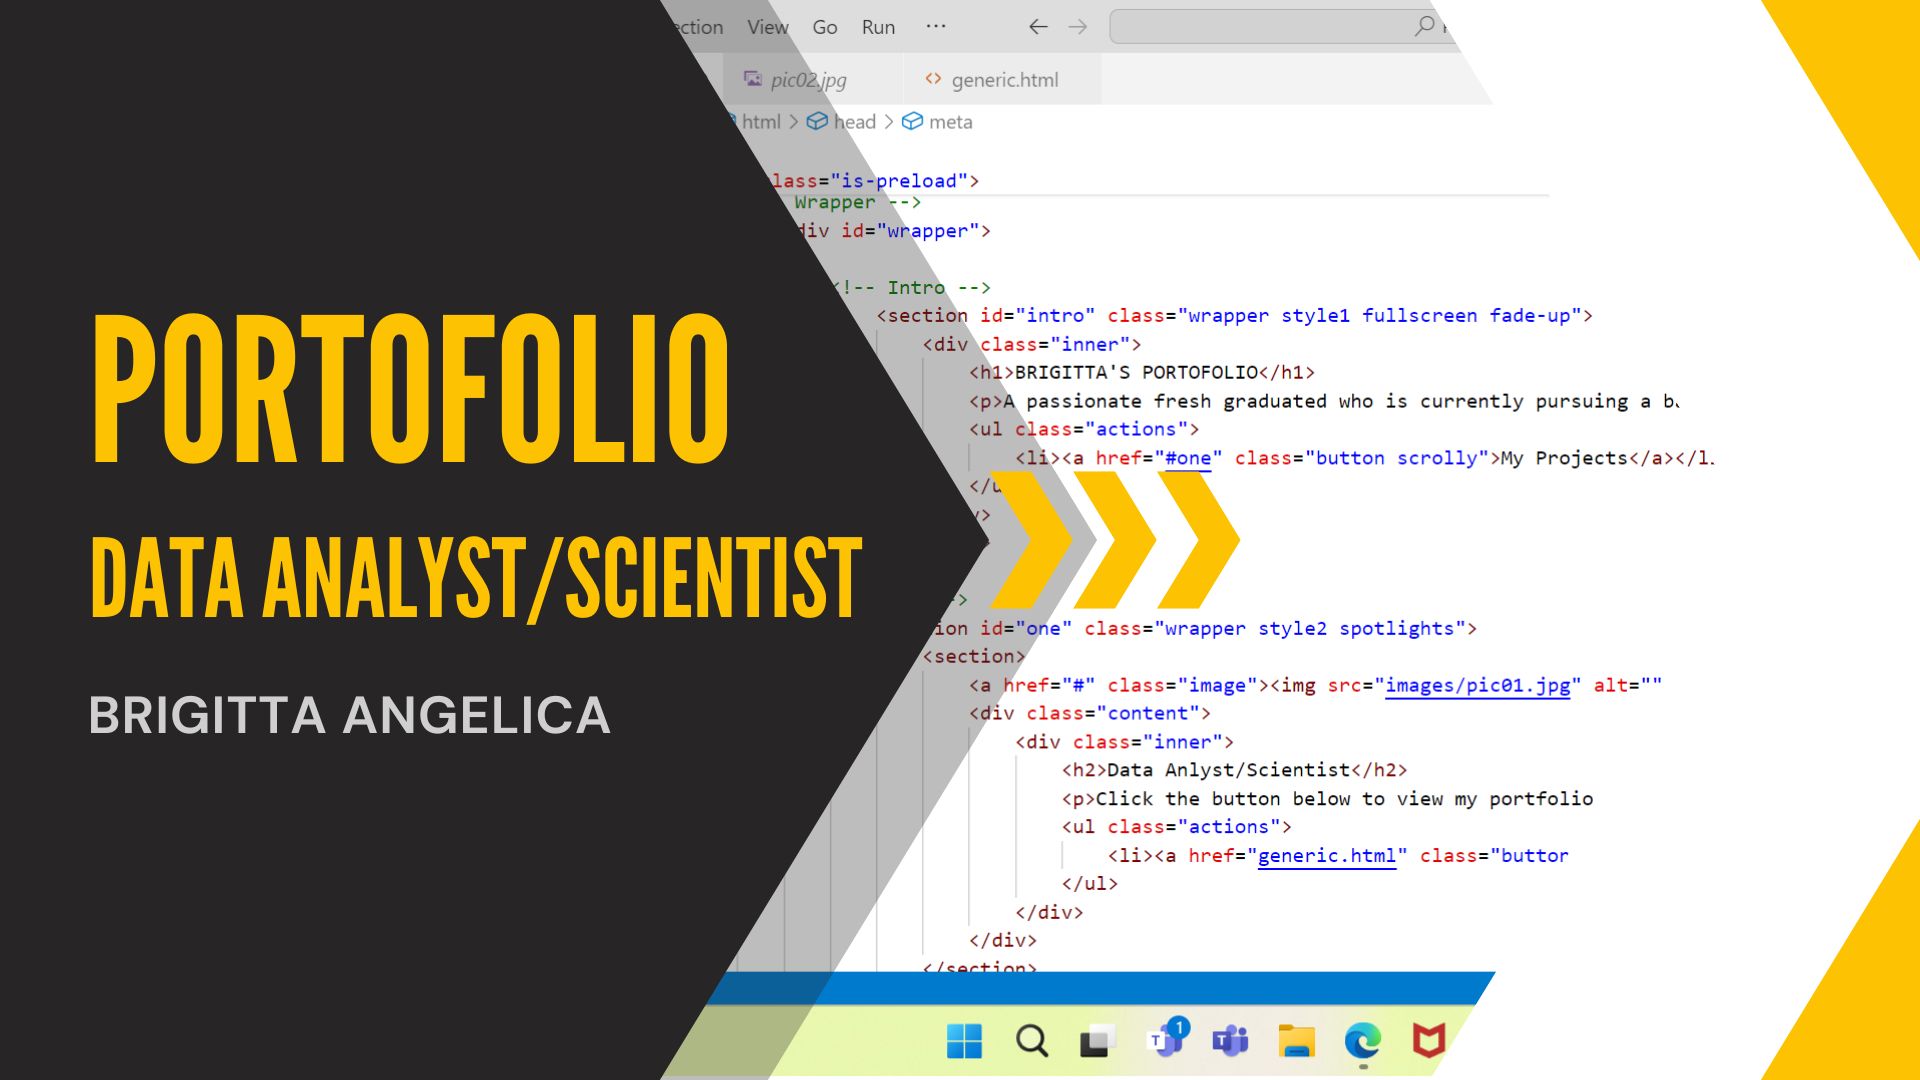 PORTOFOLIO
DATA ANALYST/SCIENTIST
BRIGITTA ANGELICA
View Go Run ···
pic02.jpg generic.html
html > head > meta
lass="is-preload">
Wrapper -->
div id="wrapper">
!-- Intro -->
<section id="intro" class="wrapper style1 fullscreen fade-up">
<div class="inner">
<h1>BRIGITTA'S PORTOFOLIO</h1>
<p>A passionate fresh graduated who is currently pursuing a
<ul class="actions">
<li><a href="#one" class="button scrolly">My Projects</a></l
</u
>
-->
ion id="one" class="wrapper style2 spotlights">
<section>
<a href="#" class="image"><img src="images/pic01.jpg" alt=""
<div class="content">
<div class="inner">
<h2>Data Anlyst/Scientist</h2>
<p>Click the button below to view my portfolio
<ul class="actions">
<li><a href="generic.html" class="buttor
</ul>
</div>
</div>
</section>
1